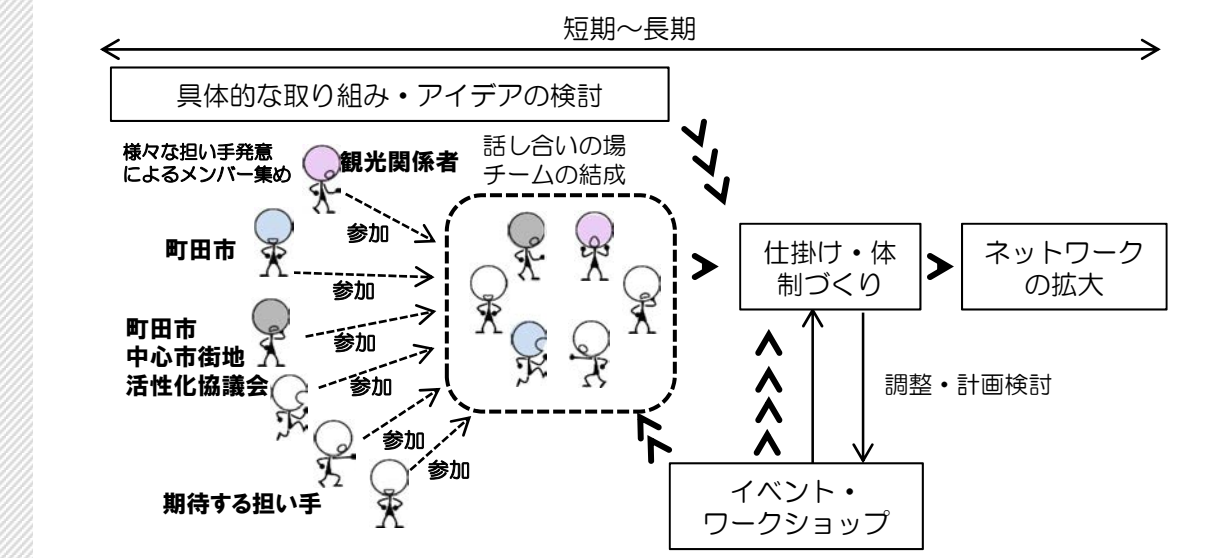 短期～長期
具体的な取り組み・アイデアの検討
様々な担い手発意
によるメンバー集め
観光関係者
話し合いの場
チームの結成
参加
町田市
参加
仕掛け・体
制づくり
ネットワーク
の拡大
町田市
中心市街地
活性化協議会
参加
参加
調整・計画検討
参加
参加
期待する担い手
イベント・
ワークショップ